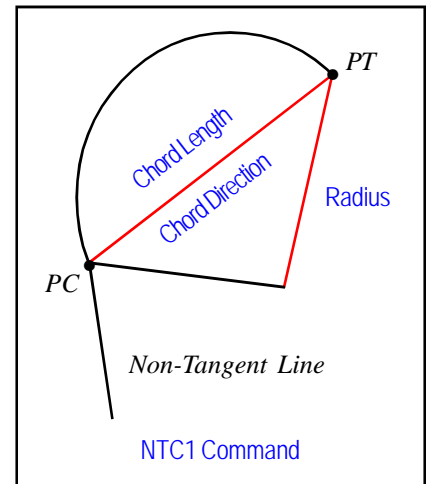 PT
Chord Length
Chord Direction
Radius
PC
Non-Tangent Line
NTC1 Command